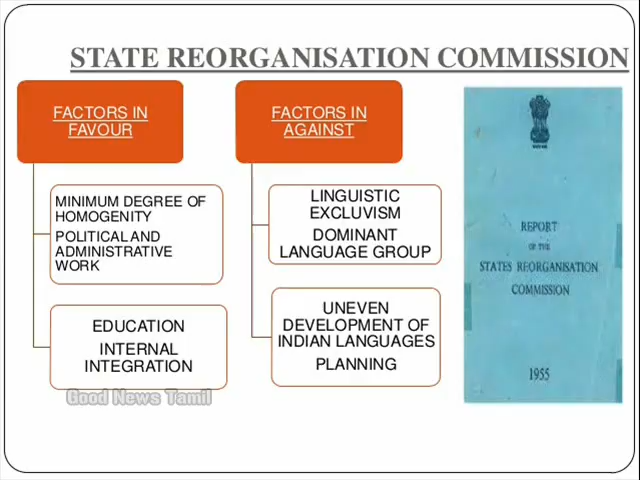 STATE REORGANISATION COMMISSION
FACTORS IN
FAVOUR
MINIMUM DEGREE OF
HOMOGENITY
POLITICAL AND
ADMINISTRATIVE
WORK
EDUCATION
INTERNAL
INTEGRATION
FACTORS IN
AGAINST
LINGUISTIC
EXCLUVISM
DOMINANT
LANGUAGE GROUP
UNEVEN
DEVELOPMENT OF
INDIAN LANGUAGES
PLANNING
REPORT
OF THE
STATES REORGANISATION
COMMISSION
1955
Good News Tamil